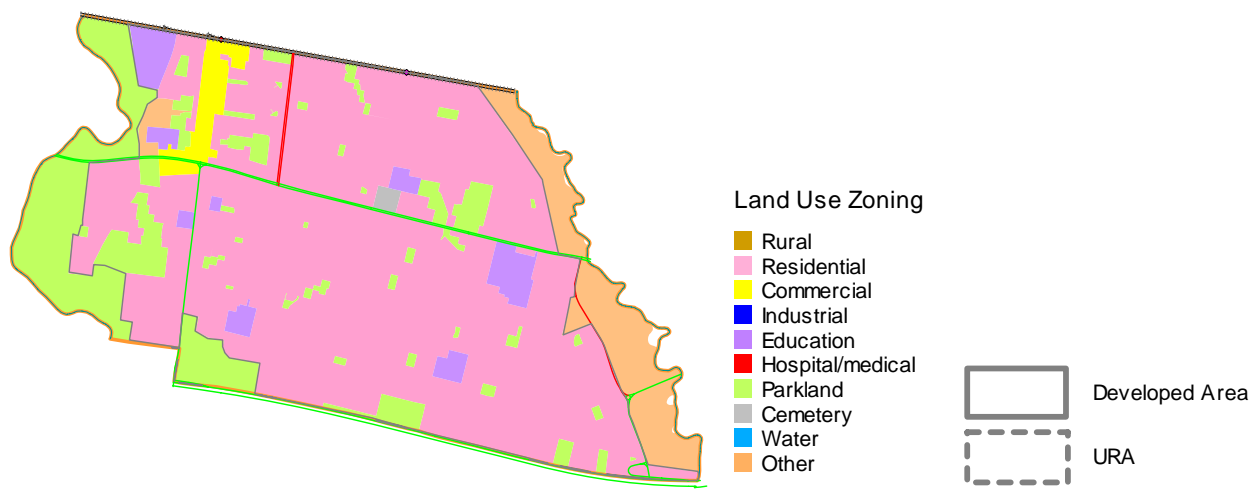 Land Use Zoning
Rural
Residential
Commercial
Industrial
Education
Hospital/medical
Parkland
Cemetery
Water
Other
Developed Area
URA